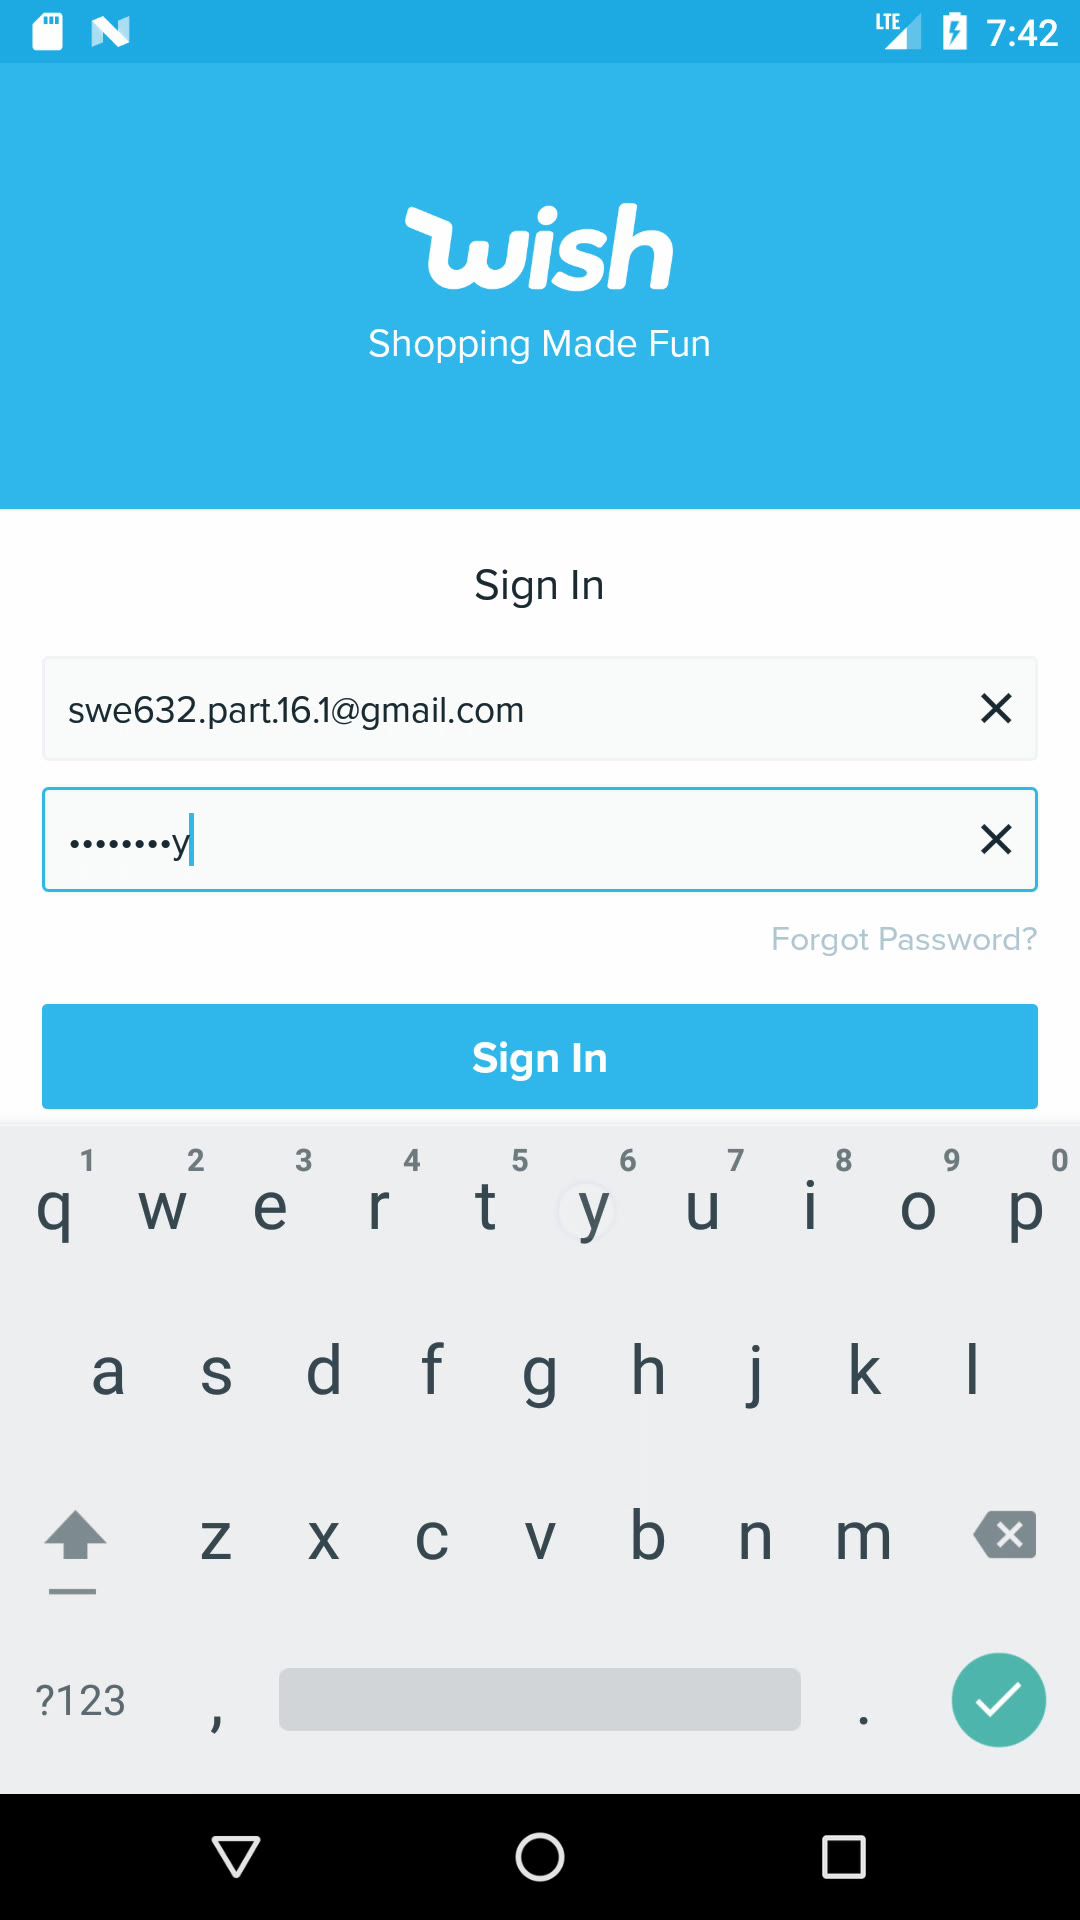 LTE 7:42
wish
Shopping Made Fun
Sign In
swe632.part.16.1@gmail.com
••••••••y
Forgot Password?
Sign In
1 2 3 4 5 6 7 8 9 0
q w e r t y u i o p
a s d f g h j k l
z x c v b n m
?123 , .